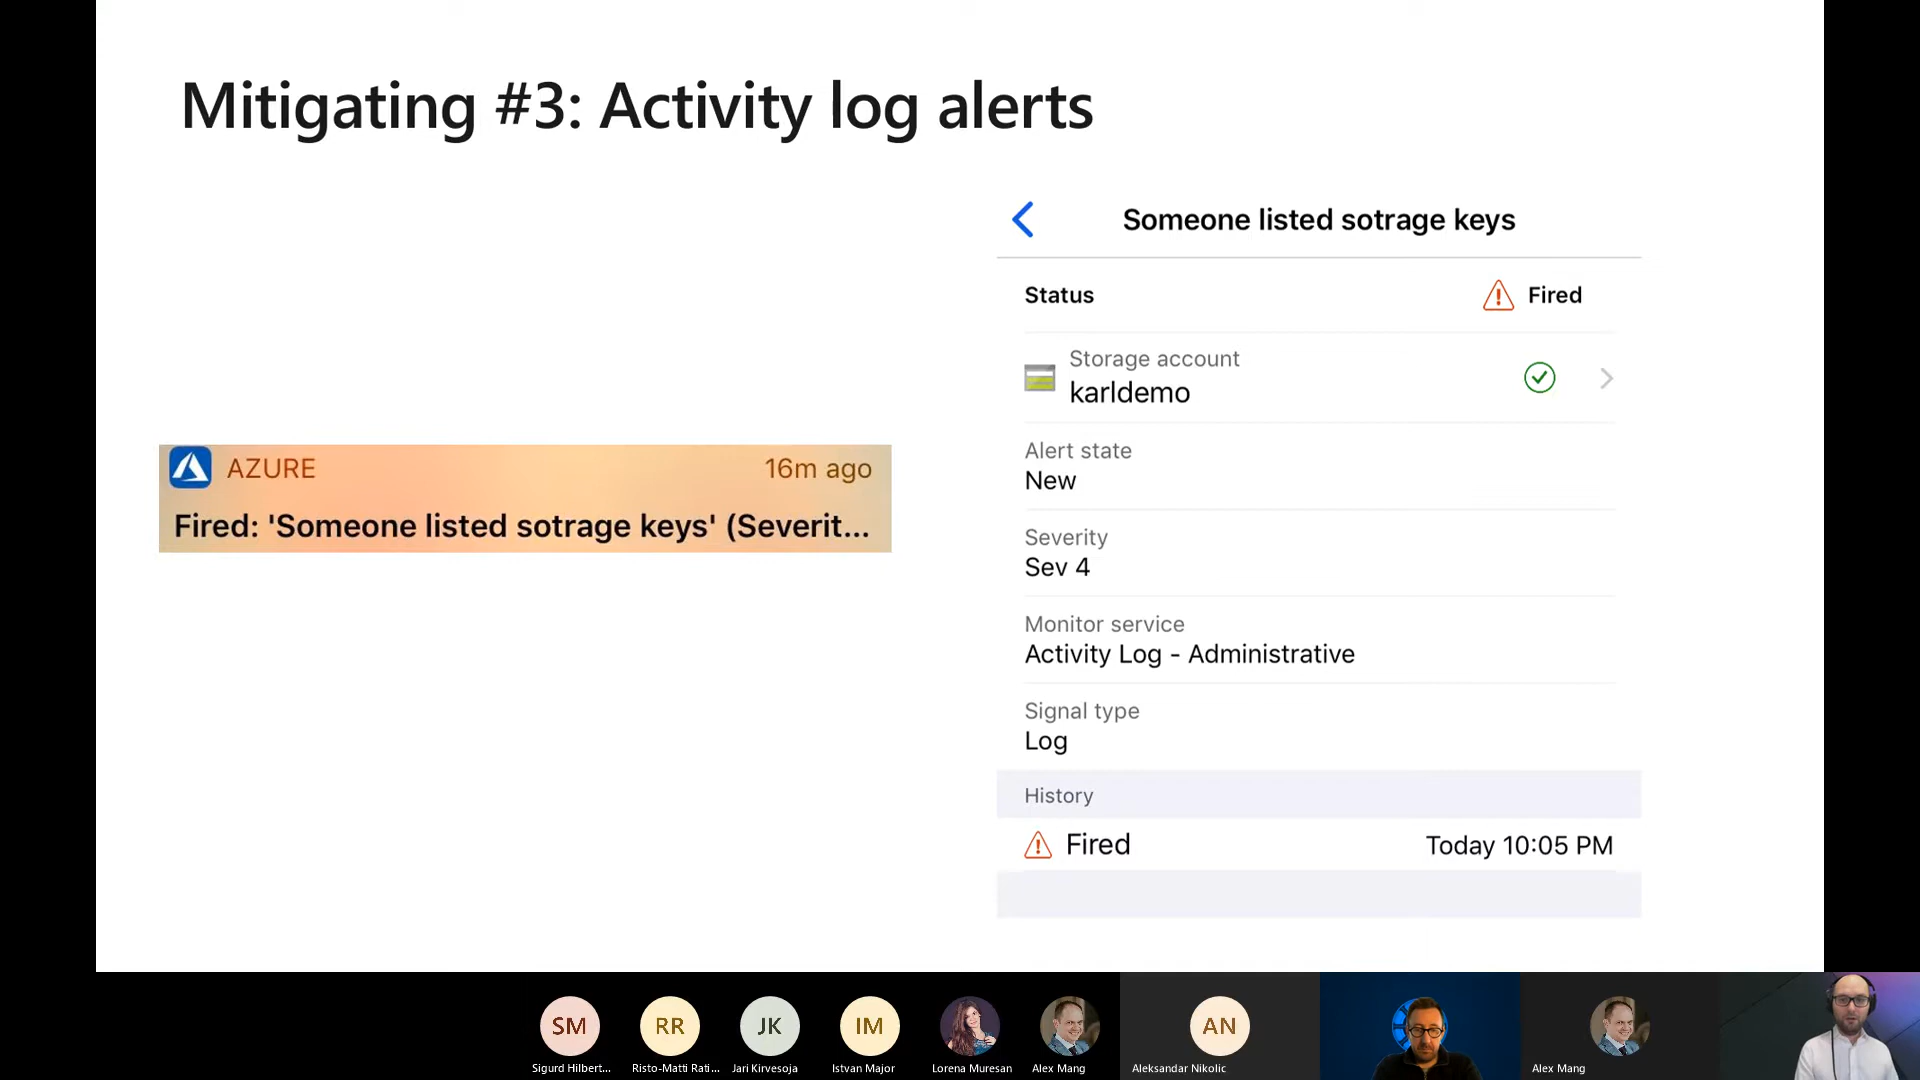 Mitigating #3: Activity log alerts
AZURE
16m ago
Fired: 'Someone listed sotrage keys' (Severit...
Someone listed sotrage keys
Status
Fired
Storage account
karldemo
Alert state
New
Severity
Sev 4
Monitor service
Activity Log - Administrative
Signal type
Log
History
Fired
Today 10:05 PM
SM
RR
JK
IM
AN
Sigurd Hilbert...
Risto-Matti Rati...
Jari Kirvesoja
Istvan Major
Lorena Muresan
Alex Mang
Aleksandar Nikolic
Alex Mang